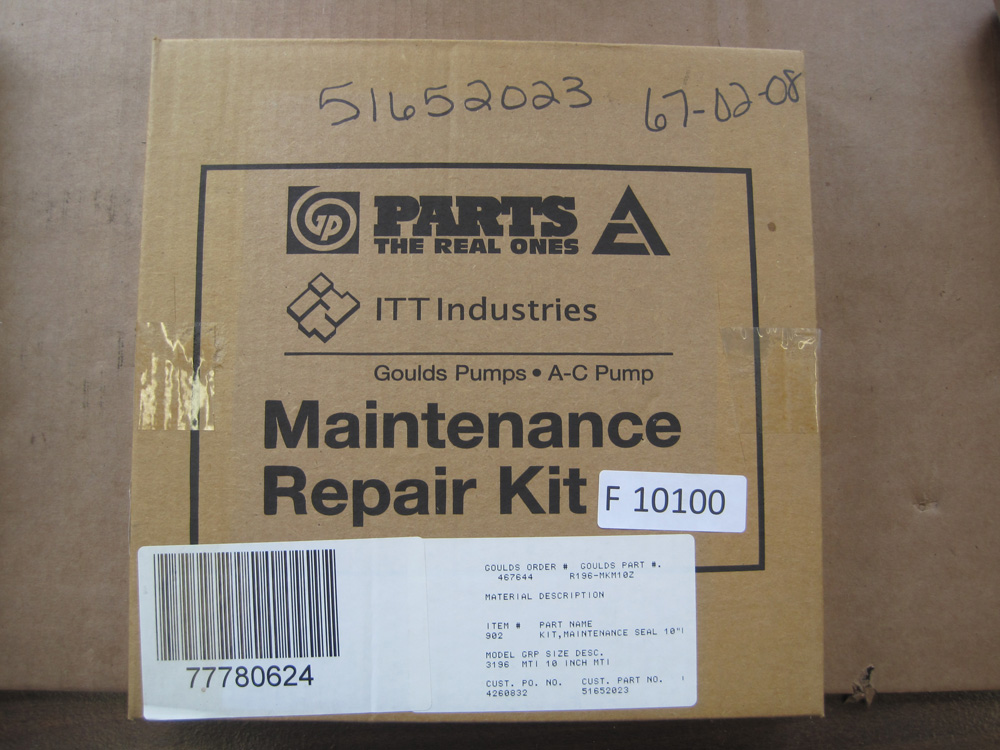 51652023 67-02-08
GP PARTS
THE REAL ONES
ITT Industries
Goulds Pumps • A-C Pump
Maintenance
Repair Kit
F 10100
77780624
GOULDS ORDER # GOULDS PART #.
467644 R196-MKM10Z
MATERIAL DESCRIPTION
ITEM # PART NAME
902 KIT,MAINTENANCE SEAL 10"
MODEL GRP SIZE DESC.
3196 MTI 10 INCH MTI
CUST. PO. NO. CUST. PART NO.
4260832 51652023